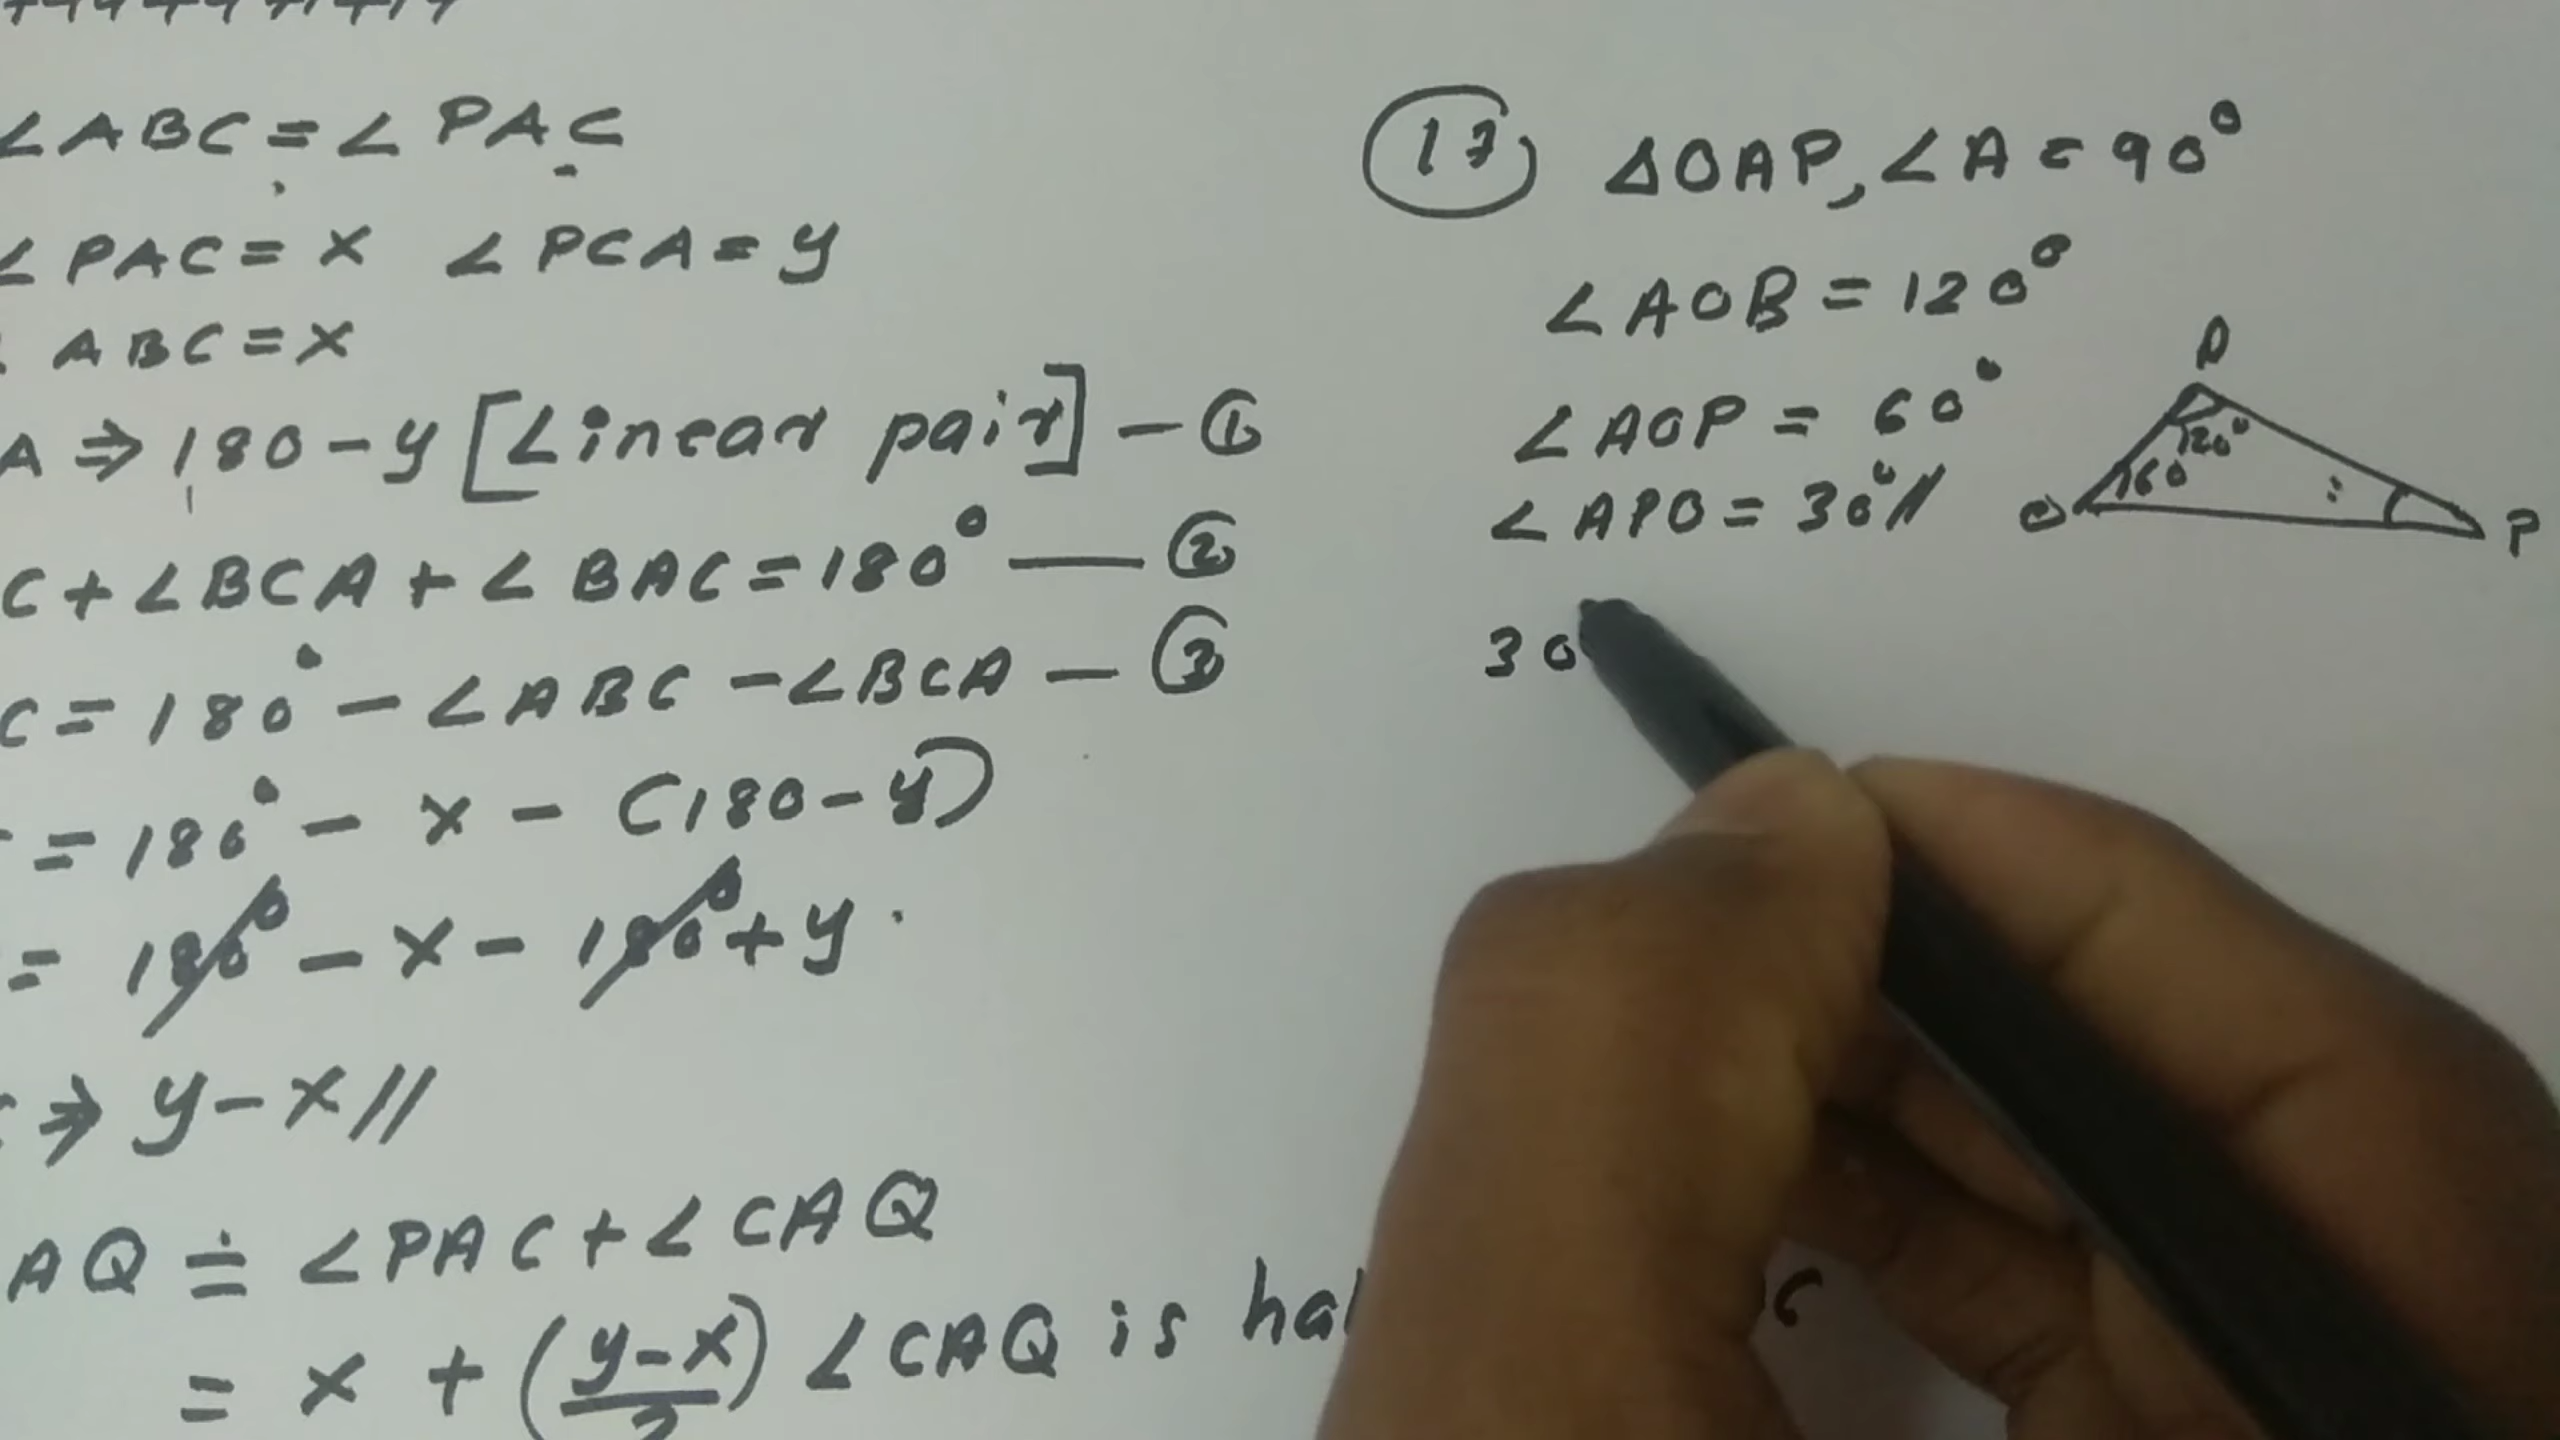 ∠ABC = ∠PAC
∠PAC = x ∠PCA = y
ABC = x
A ⇒ 180 - y [Linear pair] - ①
C + ∠BCA + ∠BAC = 180° — ②
C = 180° - ∠ABC - ∠BCA - ③
= 180° - x - (180 - y)
= 180° - x - 180° + y
⇒ y - x //
AQ = ∠PAC + ∠CAQ
= x + (y-x/2) ∠CAQ is
17) ΔOAP, ∠A = 90°
∠AOB = 120°
∠AOP = 60°
∠APO = 30° //
30
A
120°
60
O
P